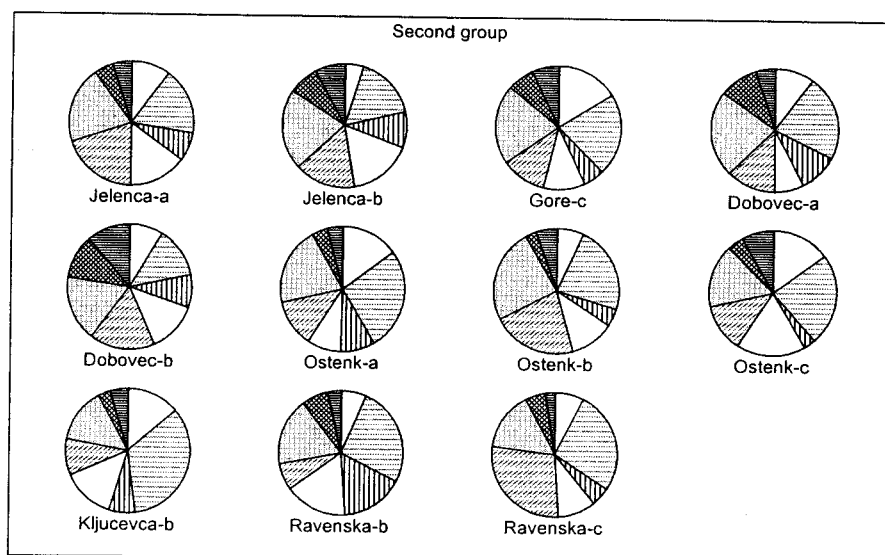 Second group
Jelenca-a
Jelenca-b
Gore-c
Dobovec-a
Dobovec-b
Ostenk-a
Ostenk-b
Ostenk-c
Kljucevca-b
Ravenska-b
Ravenska-c